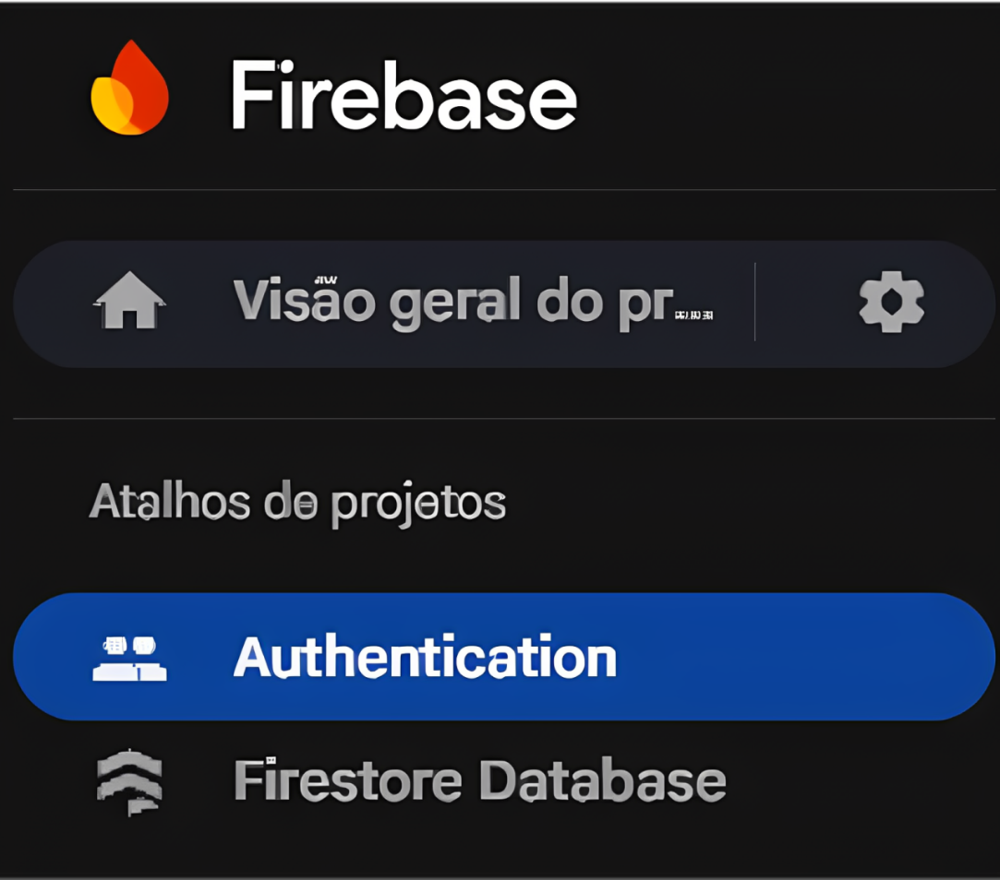 Firebase
Visão geral do pr...
Atalhos de projetos
Authentication
Firestore Database